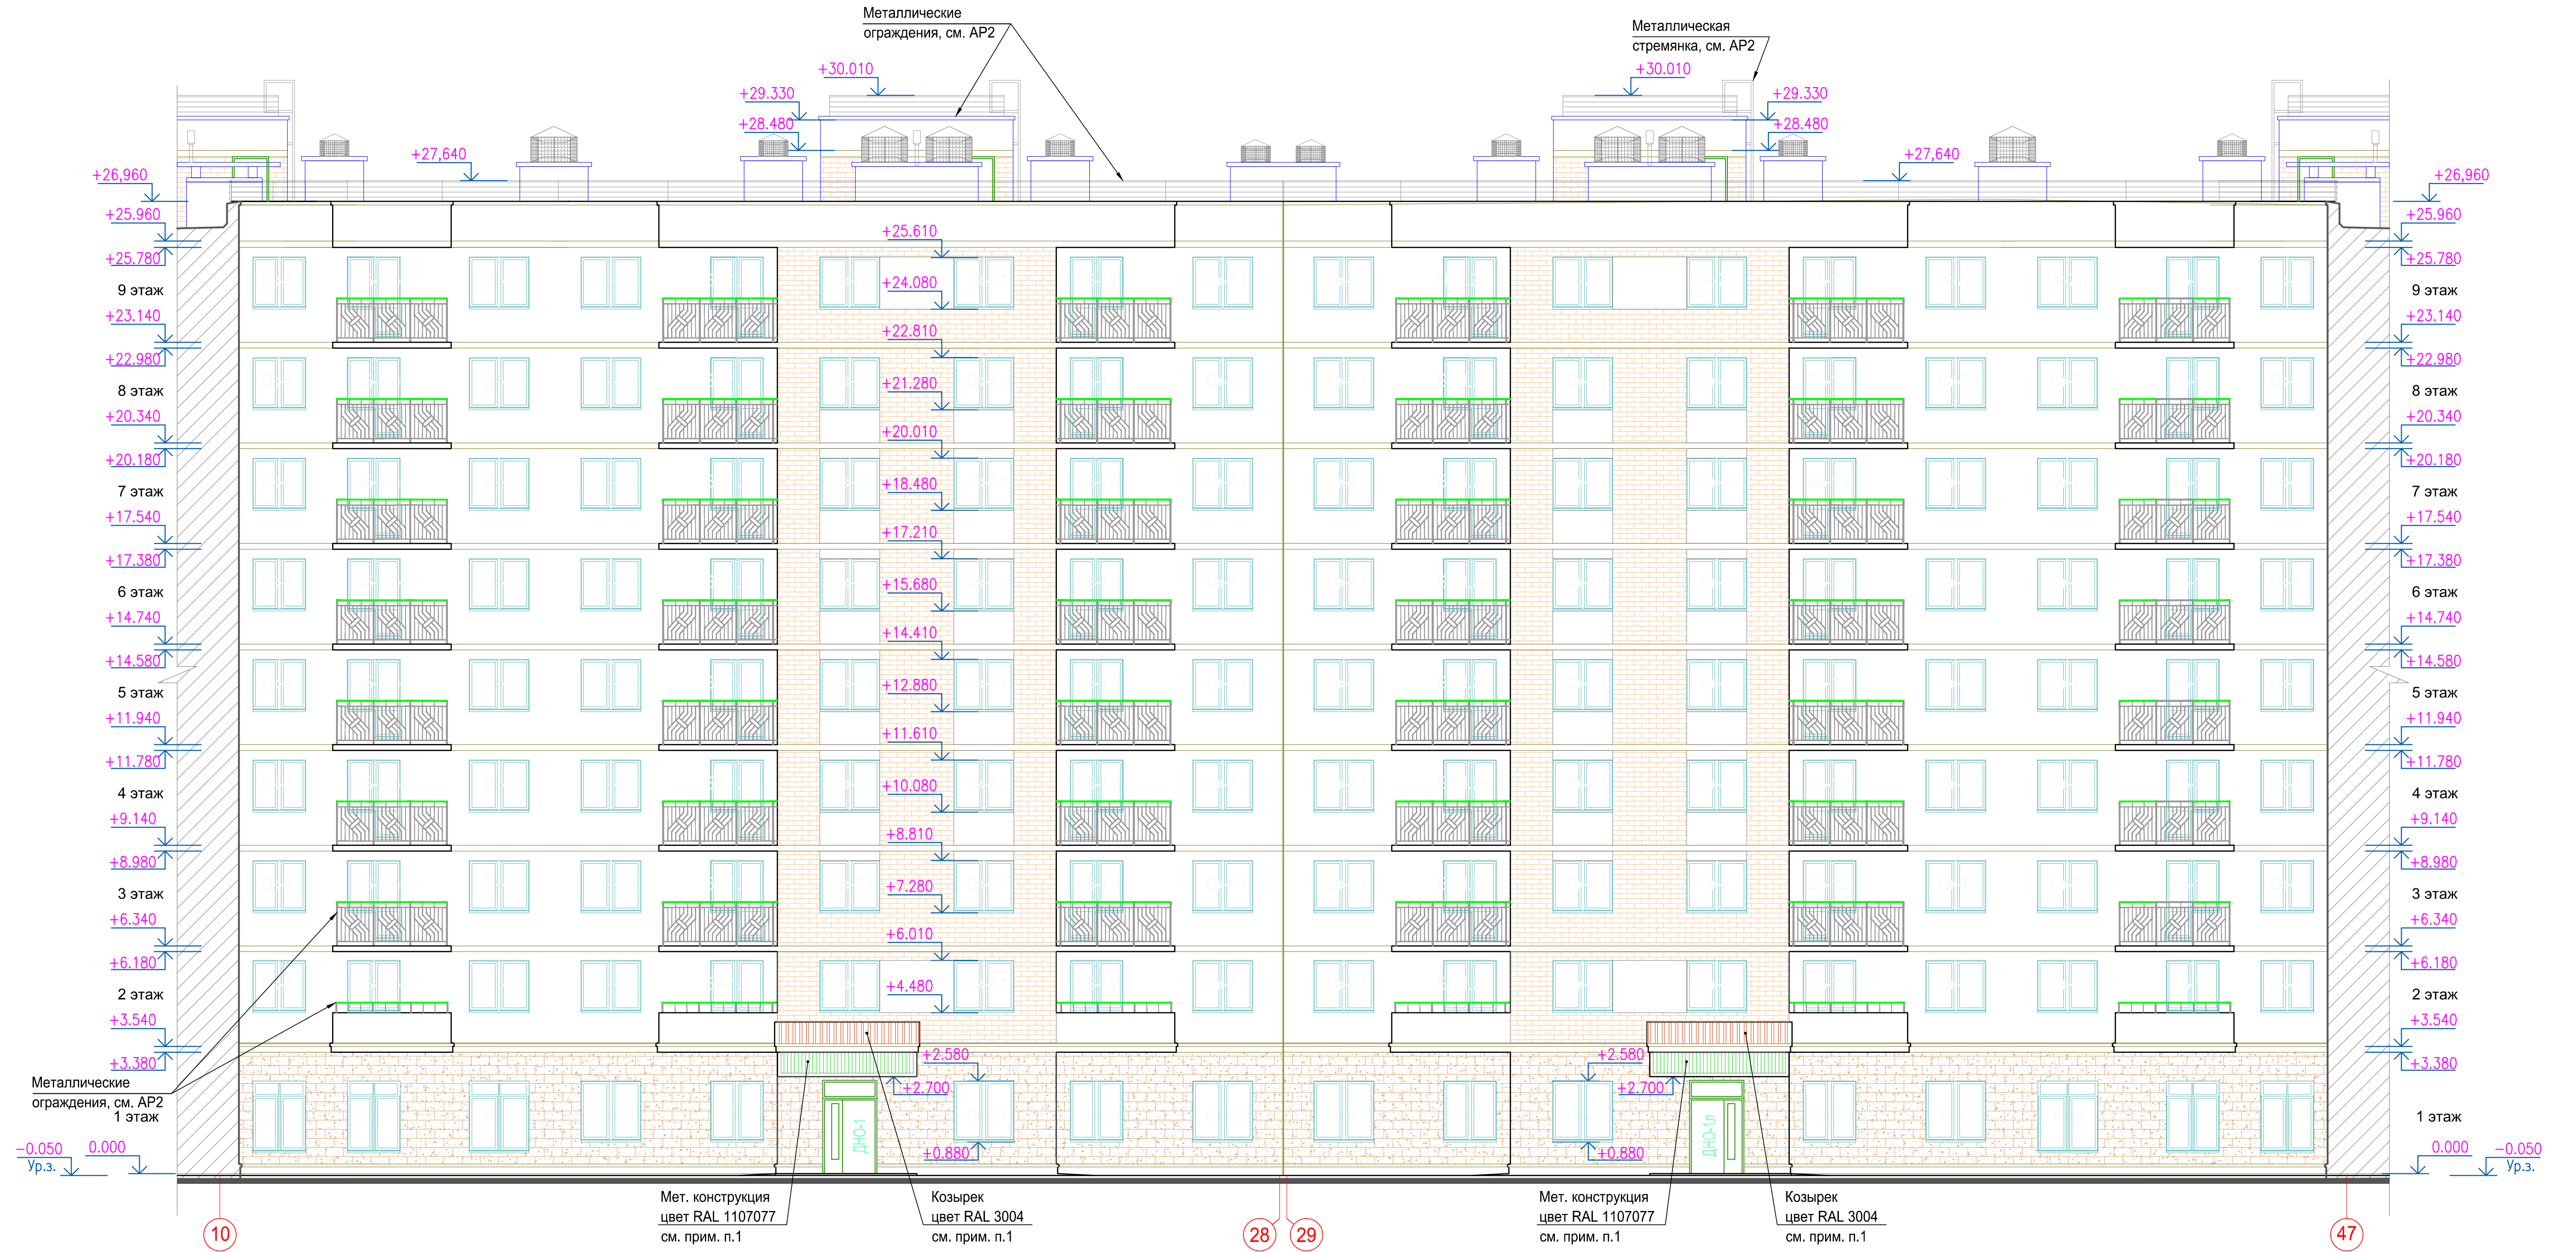 Металлические
ограждения, см. АР2
Металлическая
стремянка, см. АР2
+30.010
+30.010
+29.330
+29.330
+28.480
+28.480
+27,640
+27,640
+26,960
+26,960
+25.960
+25.960
+25.610
+25.780
+25.780
9 этаж
+24.080
9 этаж
+23.140
+23.140
+22.810
+22.980
+22.980
8 этаж
+21.280
8 этаж
+20.340
+20.340
+20.010
+20.180
+20.180
7 этаж
+18.480
7 этаж
+17.540
+17.540
+17.210
+17.380
+17.380
6 этаж
+15.680
6 этаж
+14.740
+14.740
+14.410
+14.580
+14.580
5 этаж
+12.880
5 этаж
+11.940
+11.940
+11.610
+11.780
+11.780
4 этаж
+10.080
4 этаж
+9.140
+9.140
+8.810
+8.980
+8.980
3 этаж
+7.280
3 этаж
+6.340
+6.340
+6.010
+6.180
+6.180
2 этаж
+4.480
2 этаж
+3.540
+3.540
+3.380
+3.380
+2.580
+2.580
+2.700
+2.700
Металлические
ограждения, см. АР2
1 этаж
1 этаж
ДНО-1
ДНО-1л
+0.880
+0.880
0.000
0.000
−0.050
Ур.з.
−0.050
Ур.з.
Мет. конструкция
цвет RAL 1107077
см. прим. п.1
Козырек
цвет RAL 3004
см. прим. п.1
Мет. конструкция
цвет RAL 1107077
см. прим. п.1
Козырек
цвет RAL 3004
см. прим. п.1
10
28
29
47